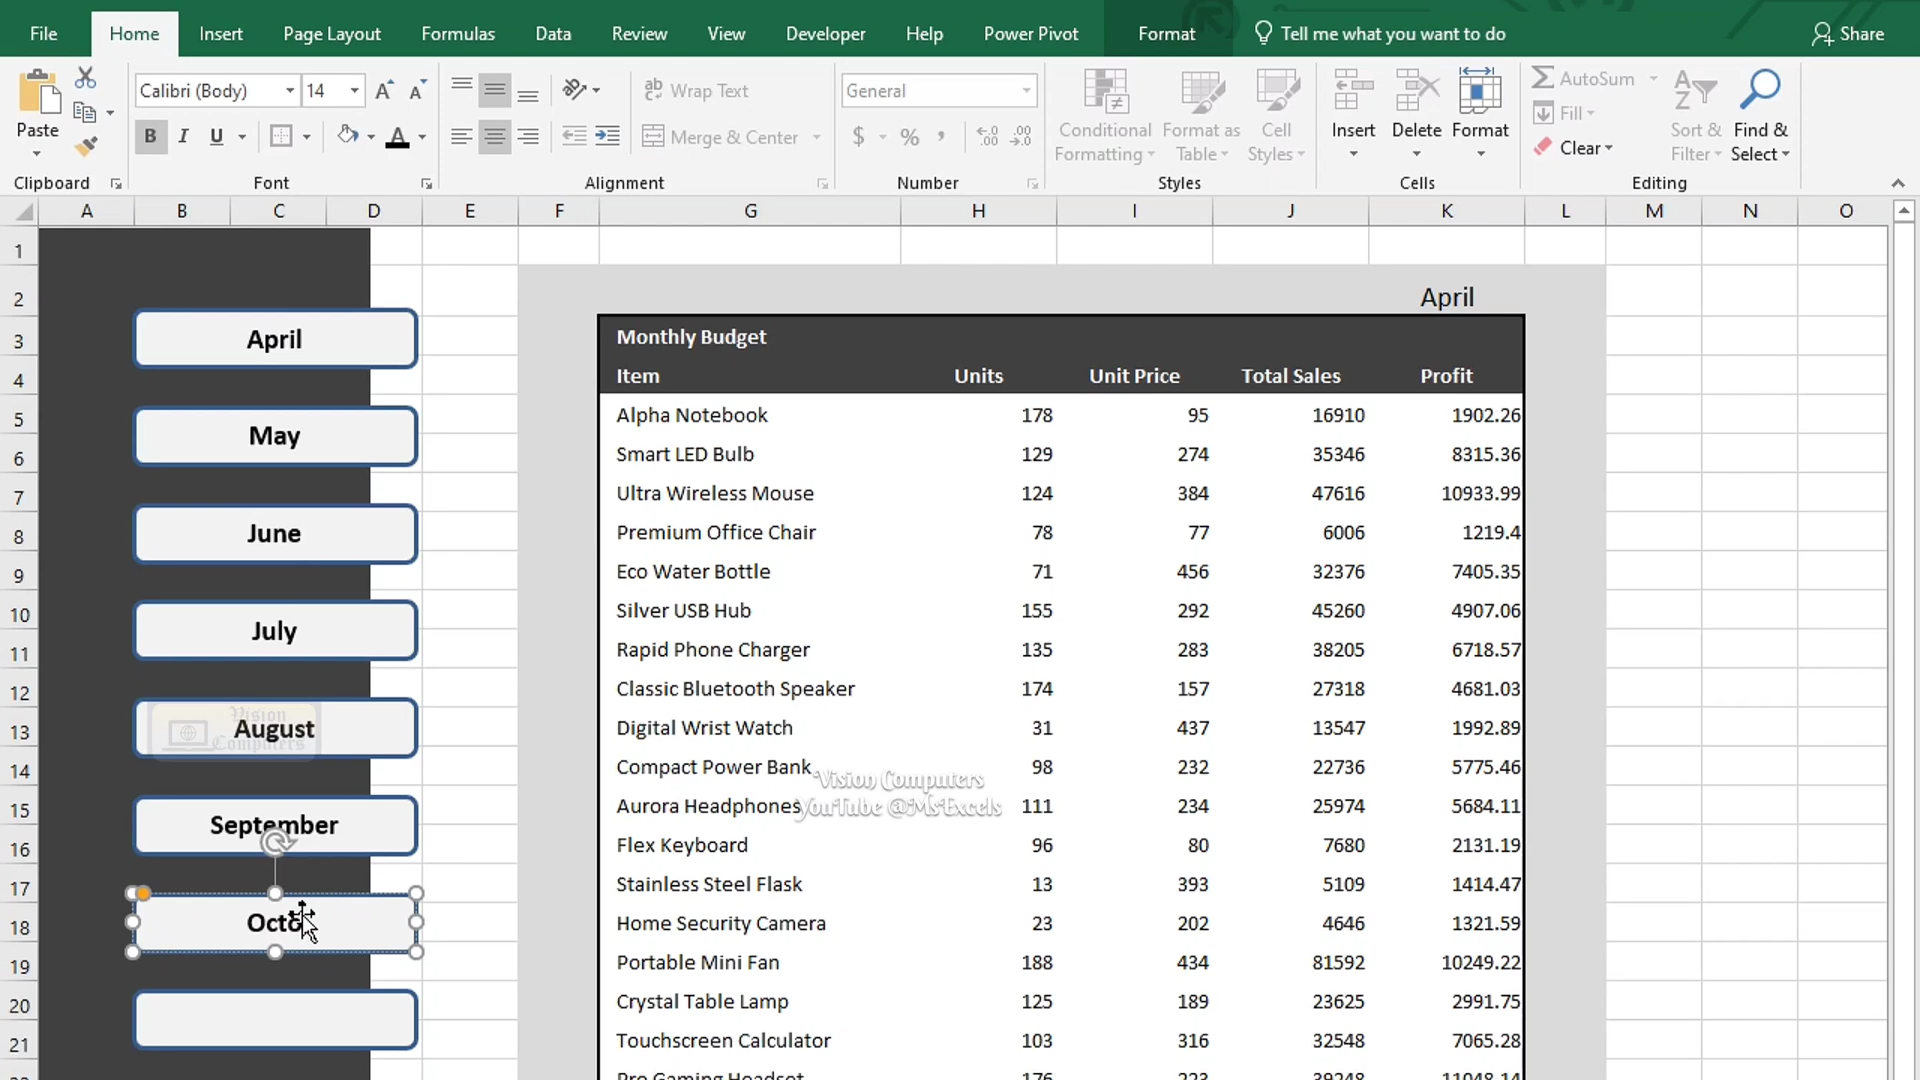 File Home Insert Page Layout Formulas Data Review View Developer Help Power Pivot Format Tell me what you want to do Share
Paste
Clipboard
Calibri (Body) 14
B I U
Font
Wrap Text
Merge & Center
Alignment
General
$ %
Number
Conditional Formatting
Format as Table
Cell Styles
Styles
Insert Delete Format
Cells
AutoSum
Fill
Clear
Sort & Filter
Find & Select
Editing
A B C D E F G H I J K L M N O
1
2 April
3 April Monthly Budget
4 Item Units Unit Price Total Sales Profit
5 May Alpha Notebook 178 95 16910 1902.26
6 Smart LED Bulb 129 274 35346 8315.36
7 Ultra Wireless Mouse 124 384 47616 10933.99
8 June Premium Office Chair 78 77 6006 1219.4
9 Eco Water Bottle 71 456 32376 7405.35
10 July Silver USB Hub 155 292 45260 4907.06
11 Rapid Phone Charger 135 283 38205 6718.57
12 Classic Bluetooth Speaker 174 157 27318 4681.03
13 August Digital Wrist Watch 31 437 13547 1992.89
Vision Computers
14 Compact Power Bank 98 232 22736 5775.46
Vision Computers
YouTube @MsExcels
15 September Aurora Headphones 111 234 25974 5684.11
16 Flex Keyboard 96 80 7680 2131.19
17 Stainless Steel Flask 13 393 5109 1414.47
18 Octo Home Security Camera 23 202 4646 1321.59
19 Portable Mini Fan 188 434 81592 10249.22
20 Crystal Table Lamp 125 189 23625 2991.75
21 Touchscreen Calculator 103 316 32548 7065.28
Pro Gaming Headset 176 223 39248 11048.14